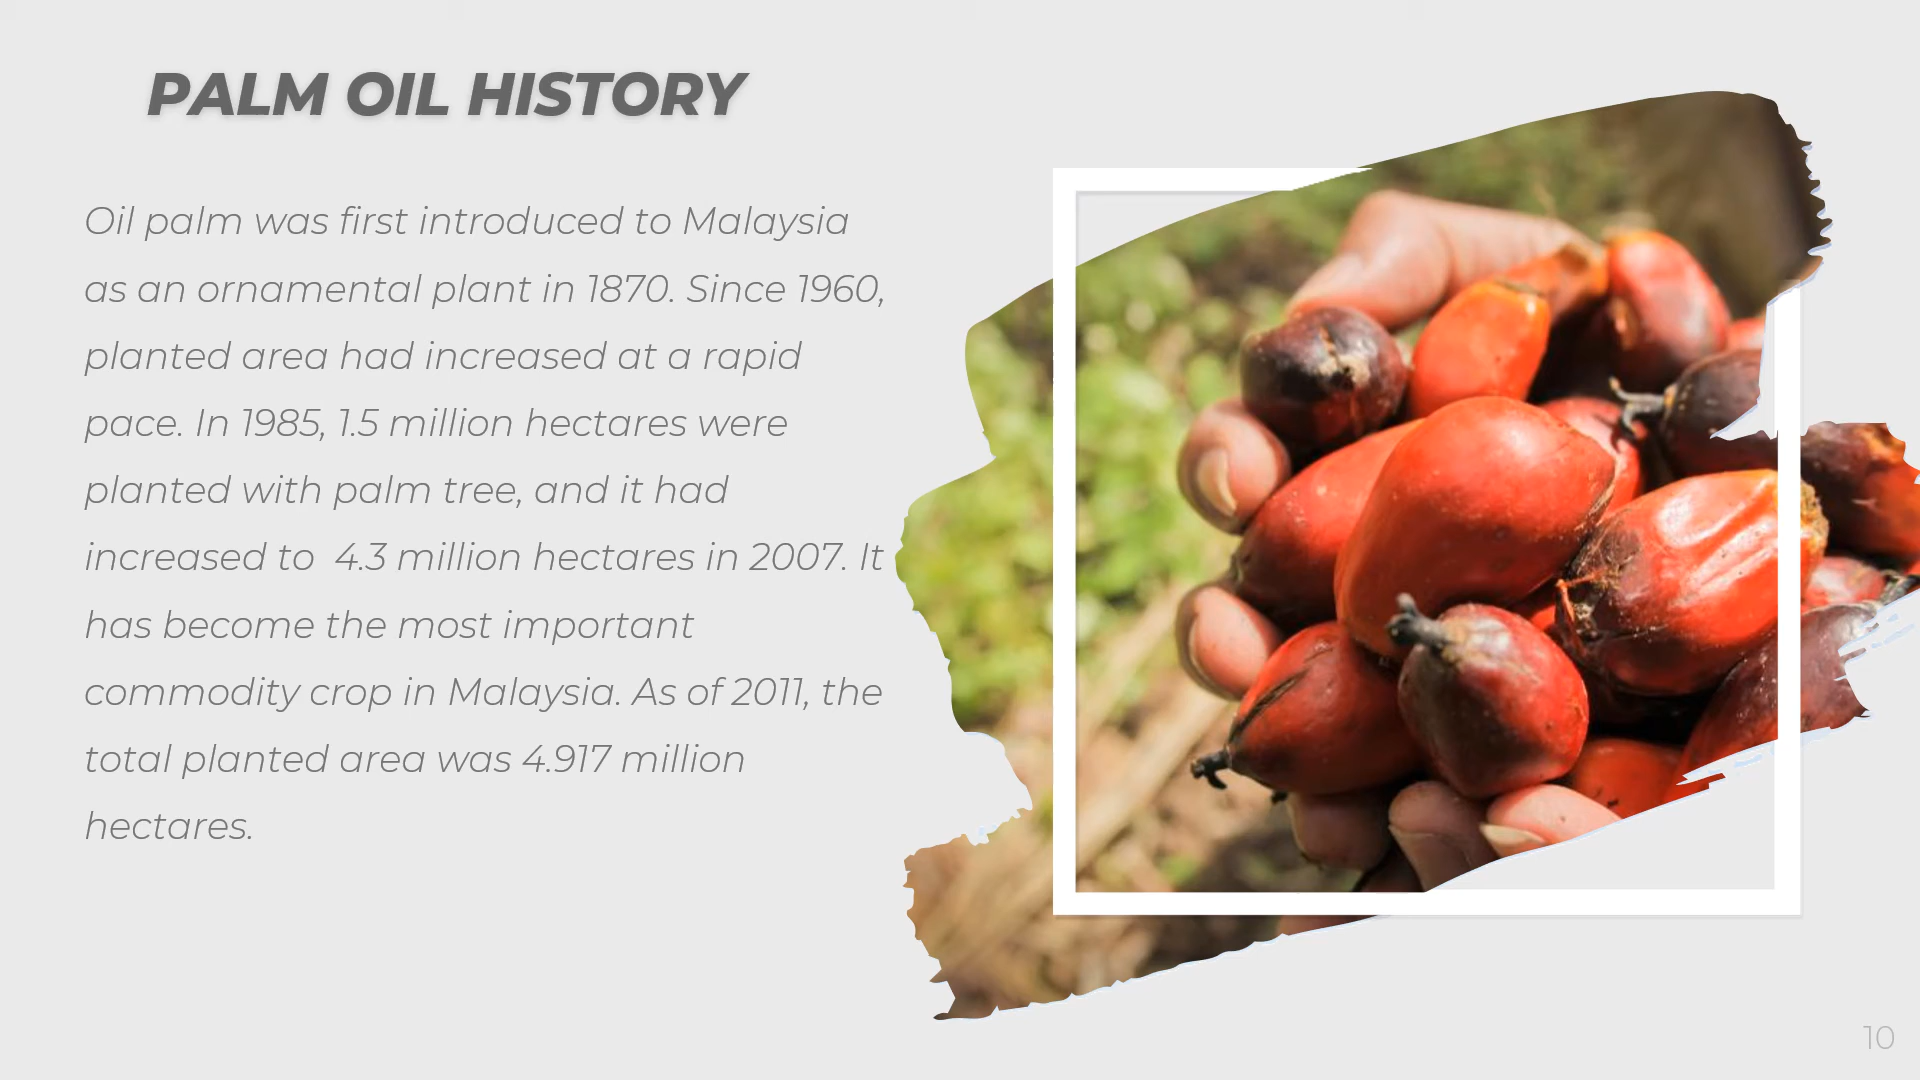 PALM OIL HISTORY
Oil palm was first introduced to Malaysia
as an ornamental plant in 1870. Since 1960,
planted area had increased at a rapid
pace. In 1985, 1.5 million hectares were
planted with palm tree, and it had
increased to  4.3 million hectares in 2007. It
has become the most important
commodity crop in Malaysia. As of 2011, the
total planted area was 4.917 million
hectares.
10